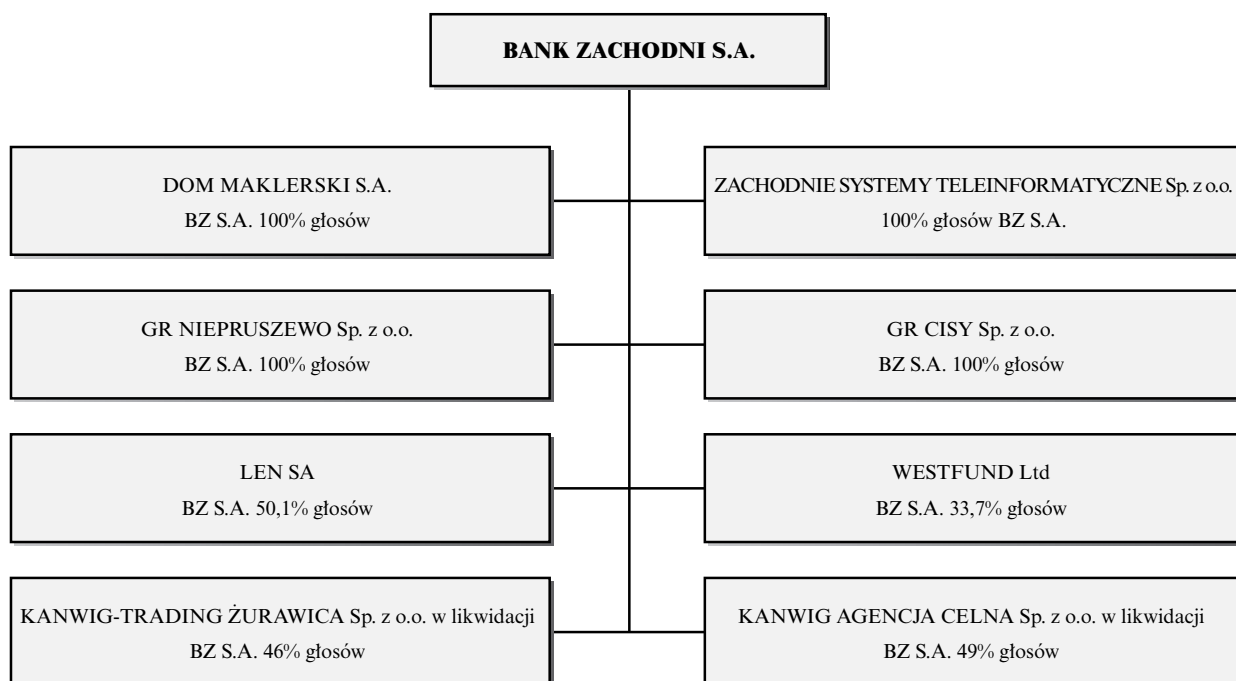 BANK ZACHODNI S.A.
DOM MAKLERSKI S.A.
BZ S.A. 100% głosów
ZACHODNIE SYSTEMY TELEINFORMATYCZNE Sp. z o.o.
100% głosów BZ S.A.
GR NIEPRUSZEWO Sp. z o.o.
BZ S.A. 100% głosów
GR CISY Sp. z o.o.
BZ S.A. 100% głosów
LEN SA
BZ S.A. 50,1% głosów
WESTFUND Ltd
BZ S.A. 33,7% głosów
KANWIG-TRADING ŻURAWICA Sp. z o.o. w likwidacji
BZ S.A. 46% głosów
KANWIG AGENCJA CELNA Sp. z o.o. w likwidacji
BZ S.A. 49% głosów